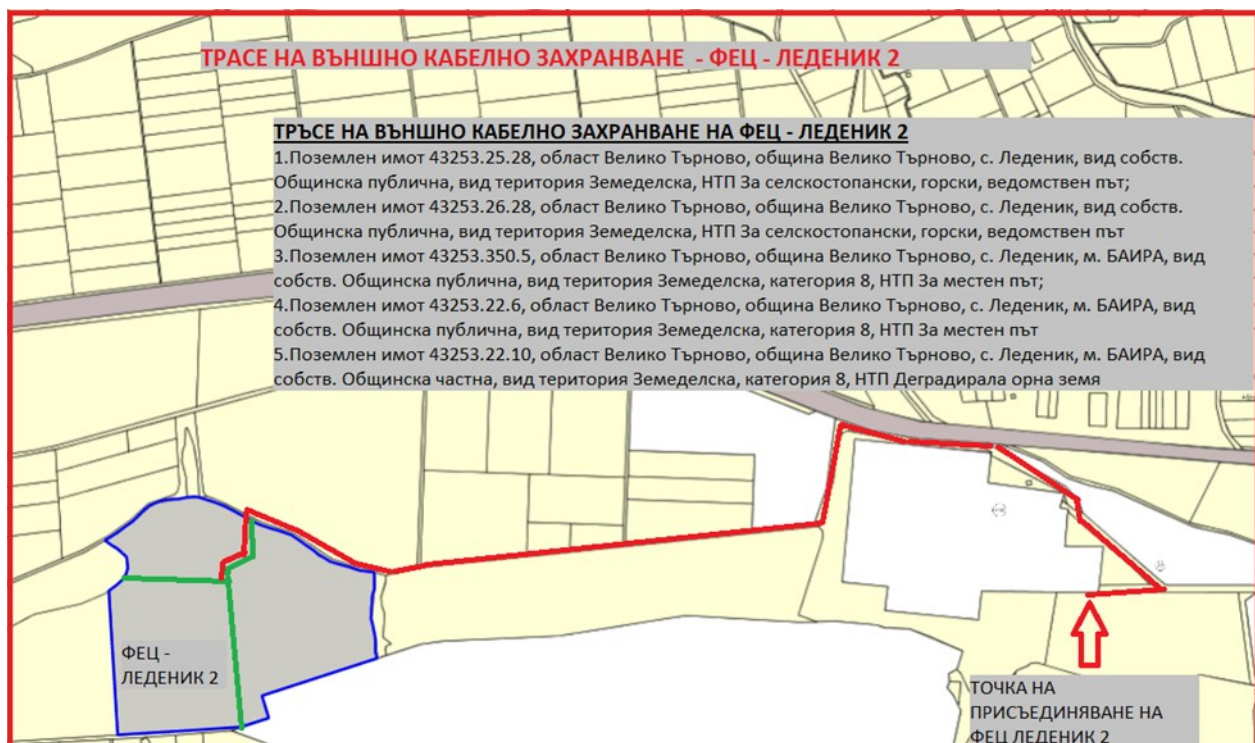 ТРАСЕ НА ВЪНШНО КАБЕЛНО ЗАХРАНВАНЕ - ФЕЦ - ЛЕДЕНИК 2
ТРЪСЕ НА ВЪНШНО КАБЕЛНО ЗАХРАНВАНЕ НА ФЕЦ - ЛЕДЕНИК 2
1.Поземлен имот 43253.25.28, област Велико Търново, община Велико Търново, с. Леденик, вид собств.
Общинска публична, вид територия Земеделска, НТП За селскостопански, горски, ведомствен път;
2.Поземлен имот 43253.26.28, област Велико Търново, община Велико Търново, с. Леденик, вид собств.
Общинска публична, вид територия Земеделска, НТП За селскостопански, горски, ведомствен път
3.Поземлен имот 43253.350.5, област Велико Търново, община Велико Търново, с. Леденик, м. БАИРА, вид
собств. Общинска публична, вид територия Земеделска, категория 8, НТП За местен път;
4.Поземлен имот 43253.22.6, област Велико Търново, община Велико Търново, с. Леденик, м. БАИРА, вид
собств. Общинска публична, вид територия Земеделска, категория 8, НТП За местен път
5.Поземлен имот 43253.22.10, област Велико Търново, община Велико Търново, с. Леденик, м. БАИРА, вид
собств. Общинска частна, вид територия Земеделска, категория 8, НТП Деградирала орна земя
ФЕЦ -
ЛЕДЕНИК 2
ТОЧКА НА
ПРИСЪЕДИНЯВАНЕ НА
ФЕЦ ЛЕДЕНИК 2